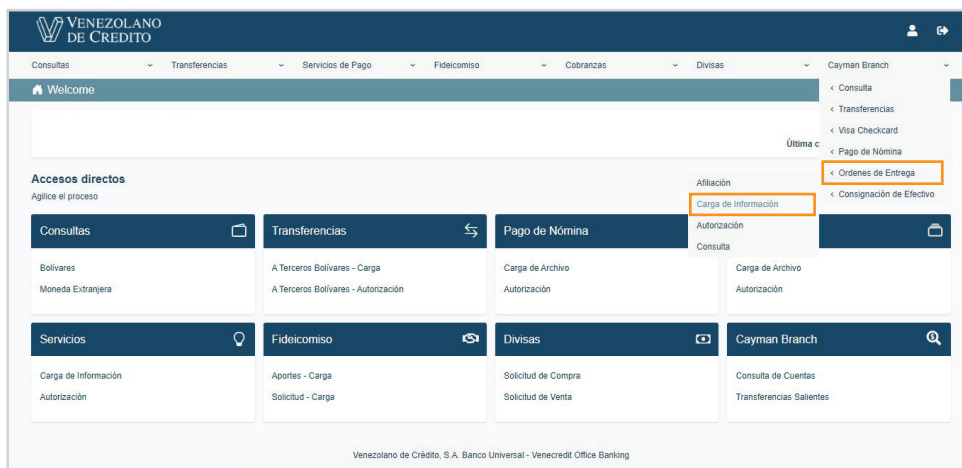 VENEZOLANO
DE CREDITO
Consultas Transferencias Servicios de Pago Fideicomiso Cobranzas Divisas Cayman Branch
Welcome
Consulta
Transferencias
Visa Checkcard
Pago de Nómina
Ordenes de Entrega
Consignación de Efectivo
Última c
Accesos directos
Agilice el proceso
Afiliación
Carga de Información
Autorización
Consulta
Consultas
Bolívares
Moneda Extranjera
Transferencias
A Terceros Bolívares - Carga
A Terceros Bolívares - Autorización
Pago de Nómina
Carga de Archivo
Autorización
Carga de Archivo
Autorización
Servicios
Carga de Información
Autorización
Fideicomiso
Aportes - Carga
Solicitud - Carga
Divisas
Solicitud de Compra
Solicitud de Venta
Cayman Branch
Consulta de Cuentas
Transferencias Salientes
Venezolano de Crédito, S.A. Banco Universal - Venecredit Office Banking